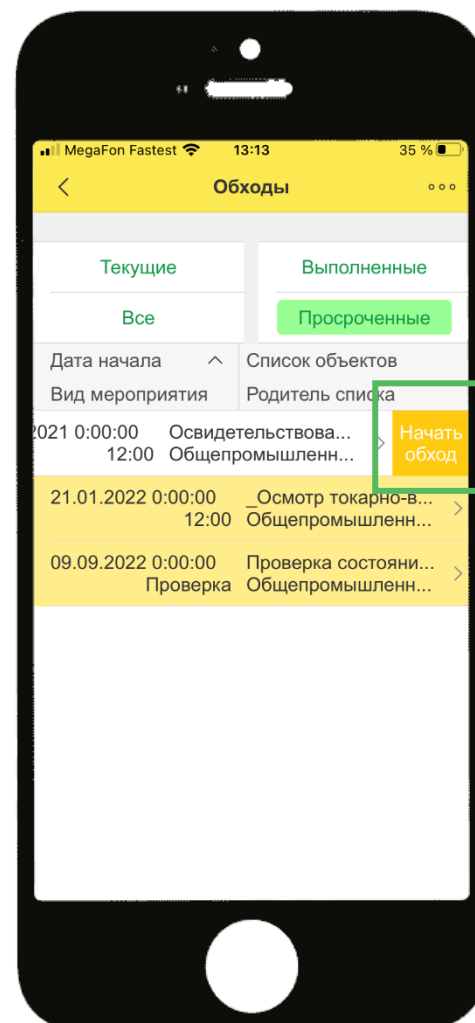 MegaFon Fastest 13:13 35 %
Обходы
Текущие Выполненные
Все Просроченные
Дата начала Список объектов
Вид мероприятия Родитель списка
2021 0:00:00 Освидетельствова...
12:00 Общепромышленн...
Начать
обход
21.01.2022 0:00:00 _Осмотр токарно-в...
12:00 Общепромышленн...
09.09.2022 0:00:00 Проверка состояни...
Проверка Общепромышленн...